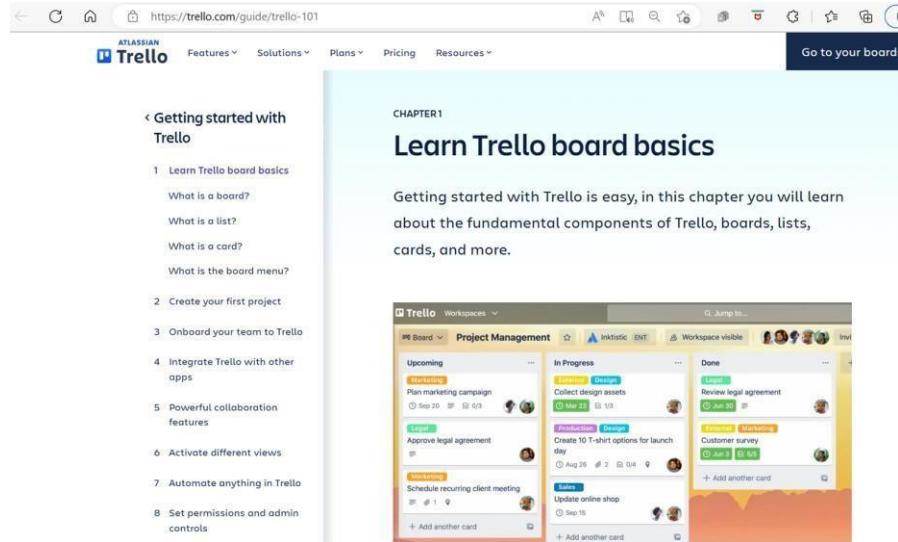 https://trello.com/guide/trello-101
ATLASSIAN
Trello
Features
Solutions
Plans
Pricing
Resources
Go to your board
Getting started with
Trello
1 Learn Trello board basics
What is a board?
What is a list?
What is a card?
What is the board menu?
2 Create your first project
3 Onboard your team to Trello
4 Integrate Trello with other
apps
5 Powerful collaboration
features
6 Activate different views
7 Automate anything in Trello
8 Set permissions and admin
controls
CHAPTER 1
Learn Trello board basics
Getting started with Trello is easy, in this chapter you will learn
about the fundamental components of Trello, boards, lists,
cards, and more.
Trello Workspaces
Jump to...
Board Project Management Inktistic ENT Workspace visible
Upcoming
Marketing
Plan marketing campaign
Sep 20 0/3
Legal
Approve legal agreement
Marketing
Schedule recurring client meeting
1
+ Add another card
In Progress
External Design
Collect design assets
Mar 23 1/3
Production Design
Create 10 T-shirt options for launch
day
Aug 26 2 0/4
Sales
Update online shop
Sep 15
+ Add another card
Done
Legal
Review legal agreement
Jun 30
External Marketing
Customer survey
Jun 3 5/5
+ Add another card